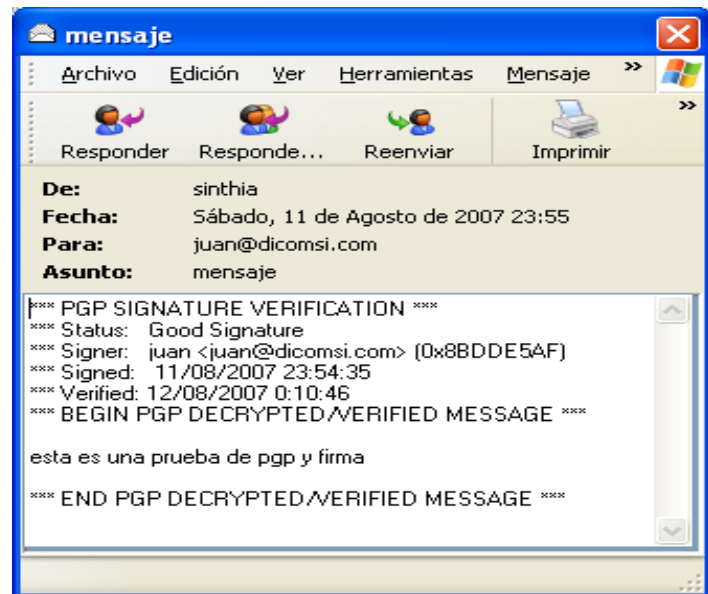 mensaje
Archivo Edición Ver Herramientas Mensaje »
»
Responder Responde... Reenviar Imprimir
De: sinthia
Fecha: Sábado, 11 de Agosto de 2007 23:55
Para: juan@dicomsi.com
Asunto: mensaje
*** PGP SIGNATURE VERIFICATION ***
*** Status: Good Signature
*** Signer: juan <juan@dicomsi.com> (0x8BDDE5AF)
*** Signed: 11/08/2007 23:54:35
*** Verified: 12/08/2007 0:10:46
*** BEGIN PGP DECRYPTED/VERIFIED MESSAGE ***
esta es una prueba de pgp y firma
*** END PGP DECRYPTED/VERIFIED MESSAGE ***